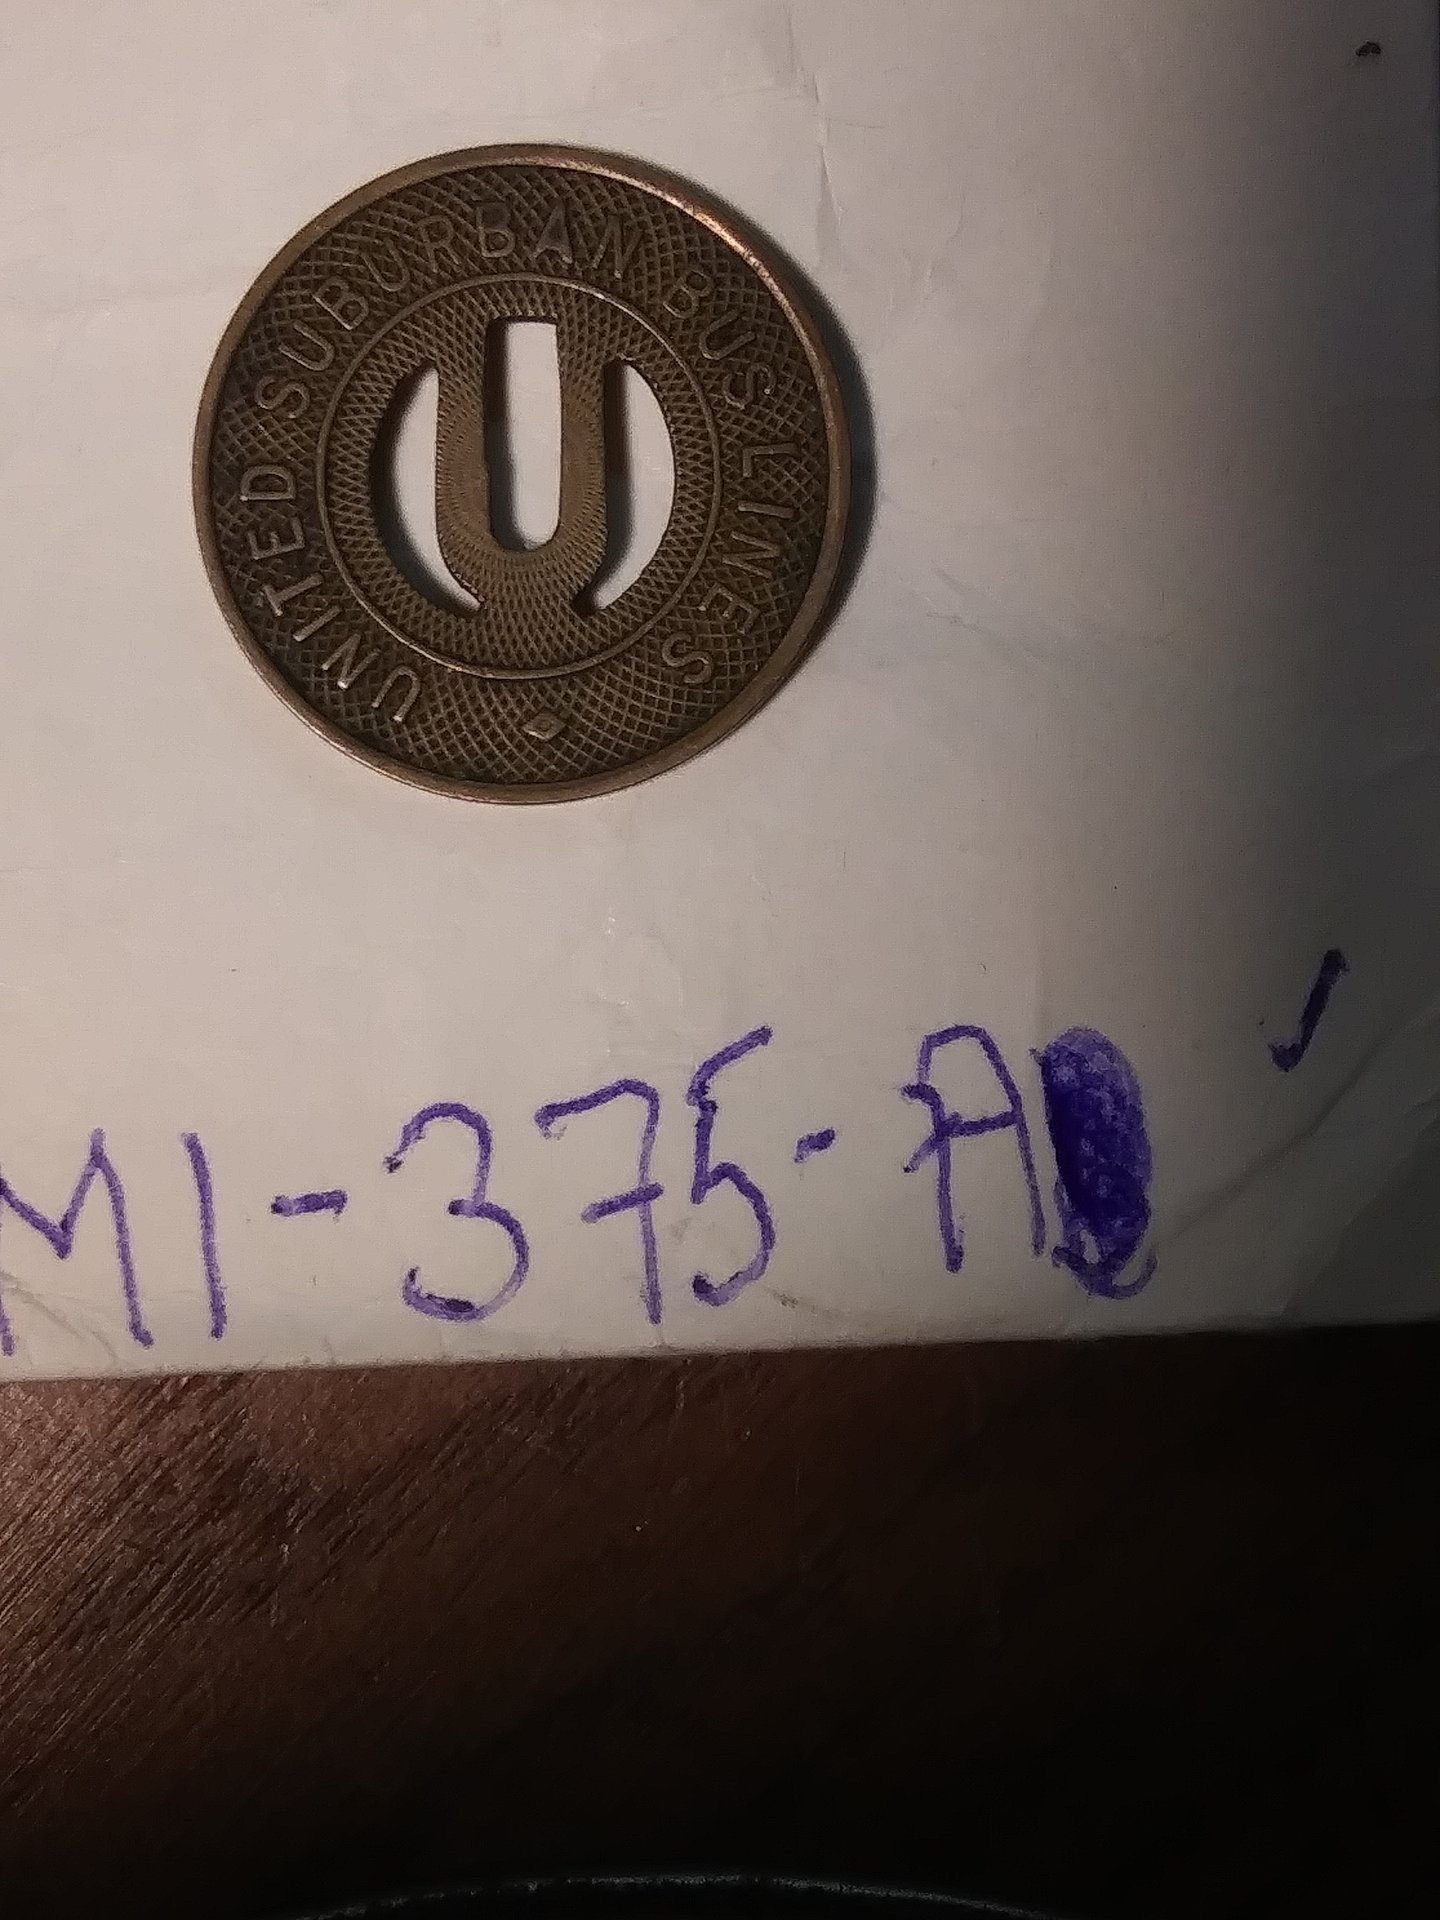 UNITED SUBURBAN BUS LINES
U
MI-375-A